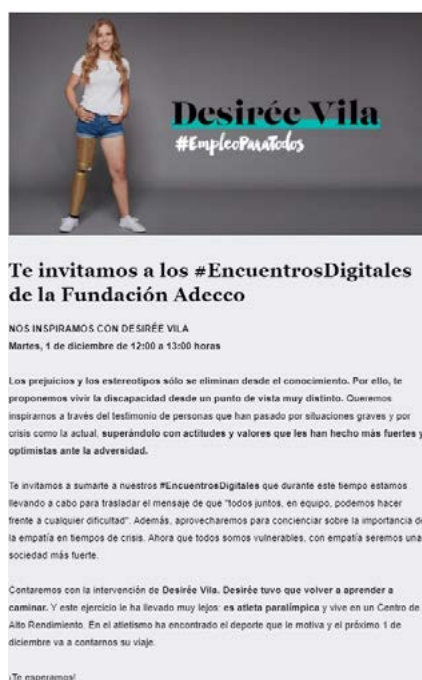 Desirée Vila
#EmpleoParaTodos
Te invitamos a los #EncuentrosDigitales
de la Fundación Adecco
NOS INSPIRAMOS CON DESIRÉE VILA
Martes, 1 de diciembre de 12:00 a 13:00 horas
Los prejuicios y los estereotipos sólo se eliminan desde el conocimiento. Por ello, te
proponemos vivir la discapacidad desde un punto de vista muy distinto. Queremos
inspirarnos a través del testimonio de personas que han pasado por situaciones graves y por
crisis como la actual, superándolo con actitudes y valores que les han hecho más fuertes y
optimistas ante la adversidad.
Te invitamos a sumarte a nuestros #EncuentrosDigitales que durante este tiempo estamos
llevando a cabo para trasladar el mensaje de que "todos juntos, en equipo, podemos hacer
frente a cualquier dificultad". Además, aprovecharemos para concienciar sobre la importancia de
la empatía en tiempos de crisis. Ahora que todos somos vulnerables, con empatía seremos una
sociedad más fuerte.
Contaremos con la intervención de Desirée Vila. Desirée tuvo que volver a aprender a
caminar. Y este ejercicio le ha llevado muy lejos: es atleta paralímpica y vive en un Centro de
Alto Rendimiento. En el atletismo ha encontrado el deporte que le motiva y el próximo 1 de
diciembre va a contarnos su viaje.
¡Te esperamos!